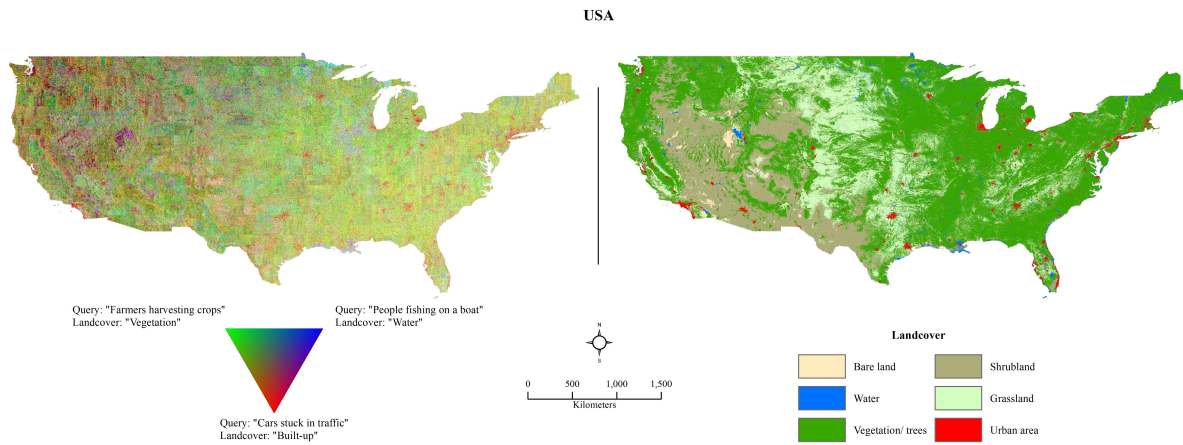 USA
Query: "Farmers harvesting crops"
Landcover: "Vegetation"
Query: "People fishing on a boat"
Landcover: "Water"
Query: "Cars stuck in traffic"
Landcover: "Built-up"
N
S
0 500 1,000 1,500
Kilometers
Landcover
Bare land
Shrubland
Water
Grassland
Vegetation/ trees
Urban area